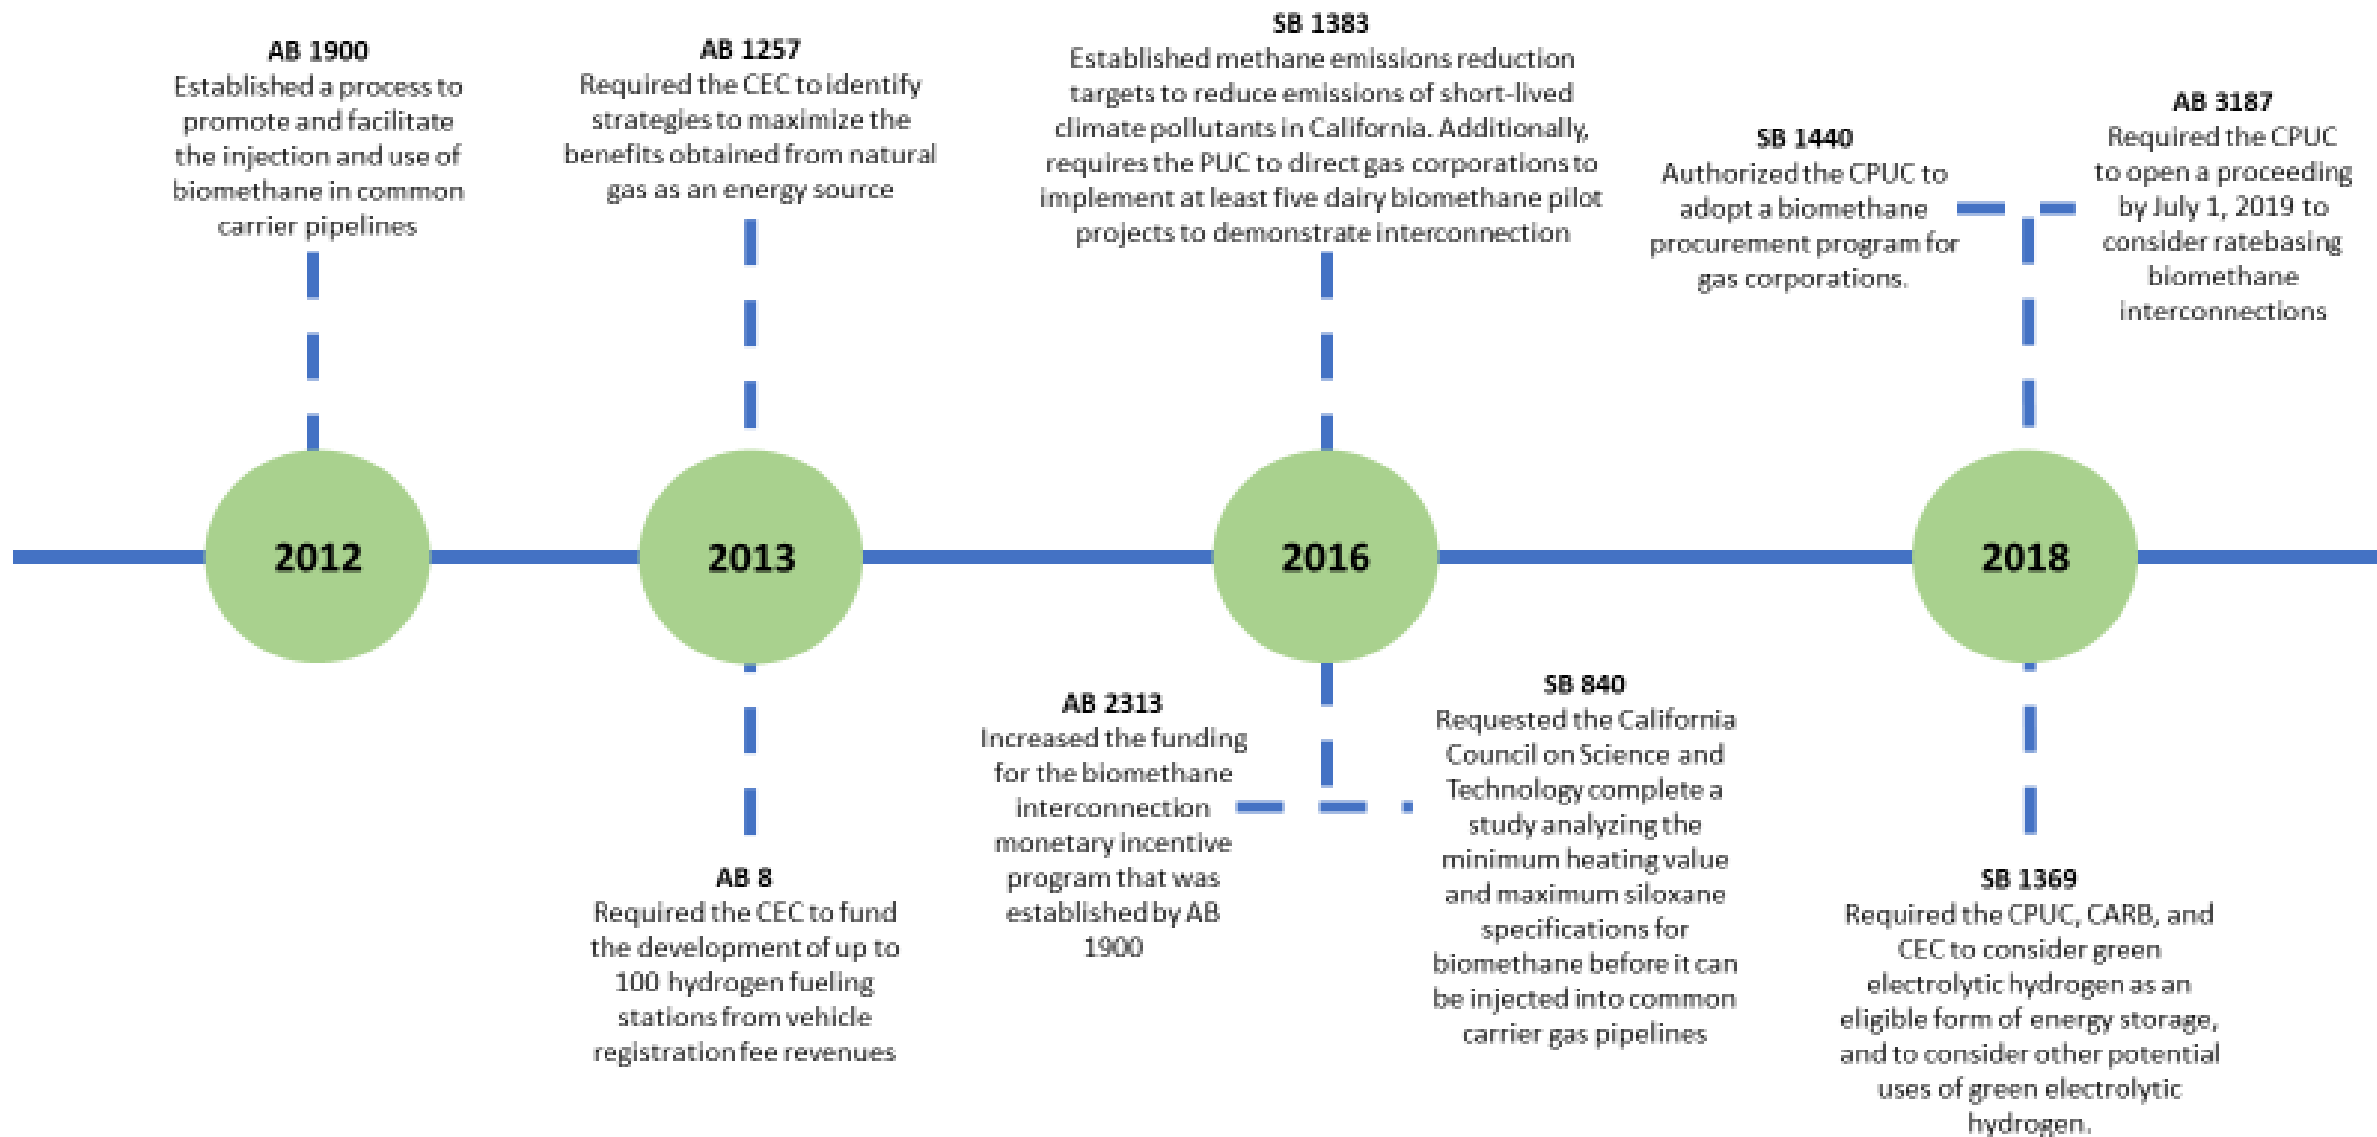 AB 1900
Established a process to
promote and facilitate
the injection and use of
biomethane in common
carrier pipelines
AB 1257
Required the CEC to identify
strategies to maximize the
benefits obtained from natural
gas as an energy source
SB 1383
Established methane emissions reduction
targets to reduce emissions of short-lived
climate pollutants in California. Additionally,
requires the PUC to direct gas corporations to
implement at least five dairy biomethane pilot
projects to demonstrate interconnection
SB 1440
Authorized the CPUC to
adopt a biomethane
procurement program for
gas corporations.
AB 3187
Required the CPUC
to open a proceeding
by July 1, 2019 to
consider ratebasing
biomethane
interconnections
2012
2013
2016
2018
AB 8
Required the CEC to fund
the development of up to
100 hydrogen fueling
stations from vehicle
registration fee revenues
AB 2313
Increased the funding
for the biomethane
interconnection
monetary incentive
program that was
established by AB
1900
SB 840
Requested the California
Council on Science and
Technology complete a
study analyzing the
minimum heating value
and maximum siloxane
specifications for
biomethane before it can
be injected into common
carrier gas pipelines
SB 1369
Required the CPUC, CARB, and
CEC to consider green
electrolytic hydrogen as an
eligible form of energy storage,
and to consider other potential
uses of green electrolytic
hydrogen.